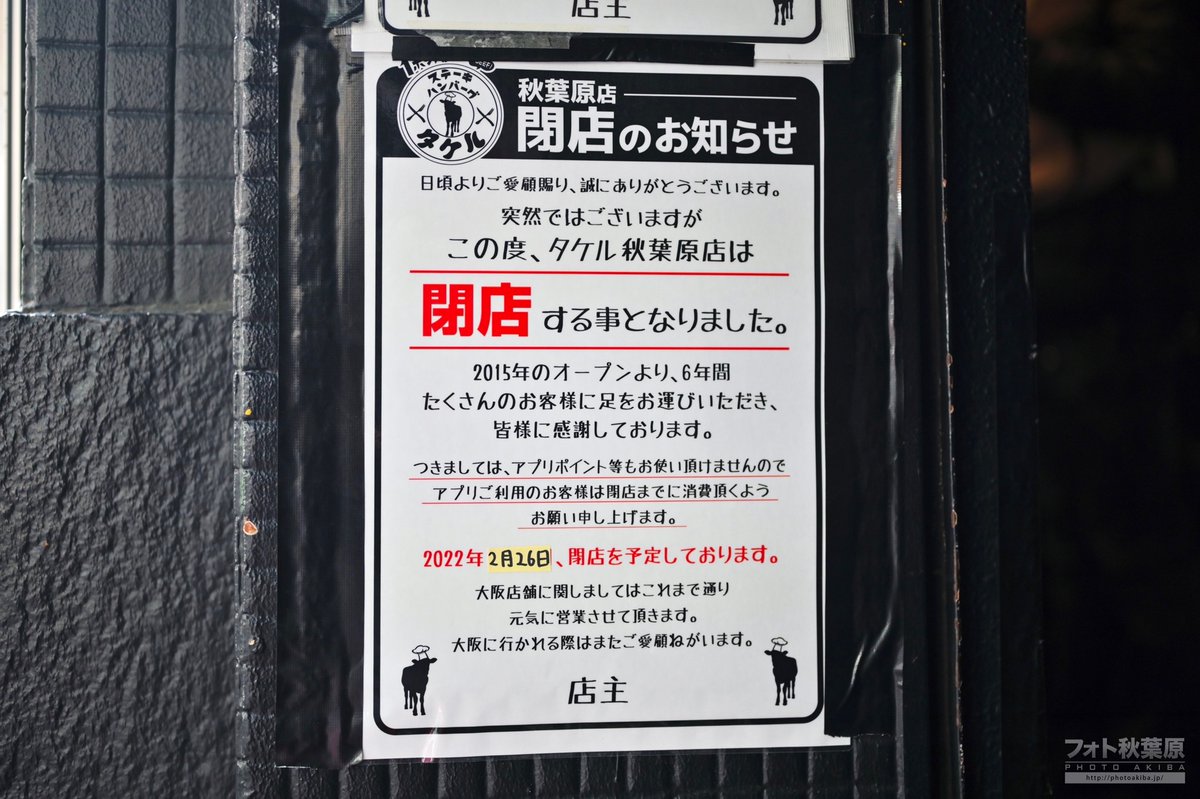 店主
ステーキ
ハンバーグ
タケル
秋葉原店
閉店のお知らせ
日頃よりご愛顧賜り、誠にありがとうございます。
突然ではございますが
この度、タケル秋葉原店は
閉店する事となりました。
2015年のオープンより、6年間
たくさんのお客様に足をお運びいただき、
皆様に感謝しております。
つきましては、アプリポイント等もお使い頂けませんので
アプリご利用のお客様は閉店までに消費頂くよう
お願い申し上げます。
2022年2月26日、閉店を予定しております。
大阪店舗に関しましてはこれまで通り
元気に営業させて頂きます。
大阪に行かれる際はまたご愛顧ねがいます。
店主
フォト秋葉原
PHOTO AKIBA
http://photoakiba.jp/